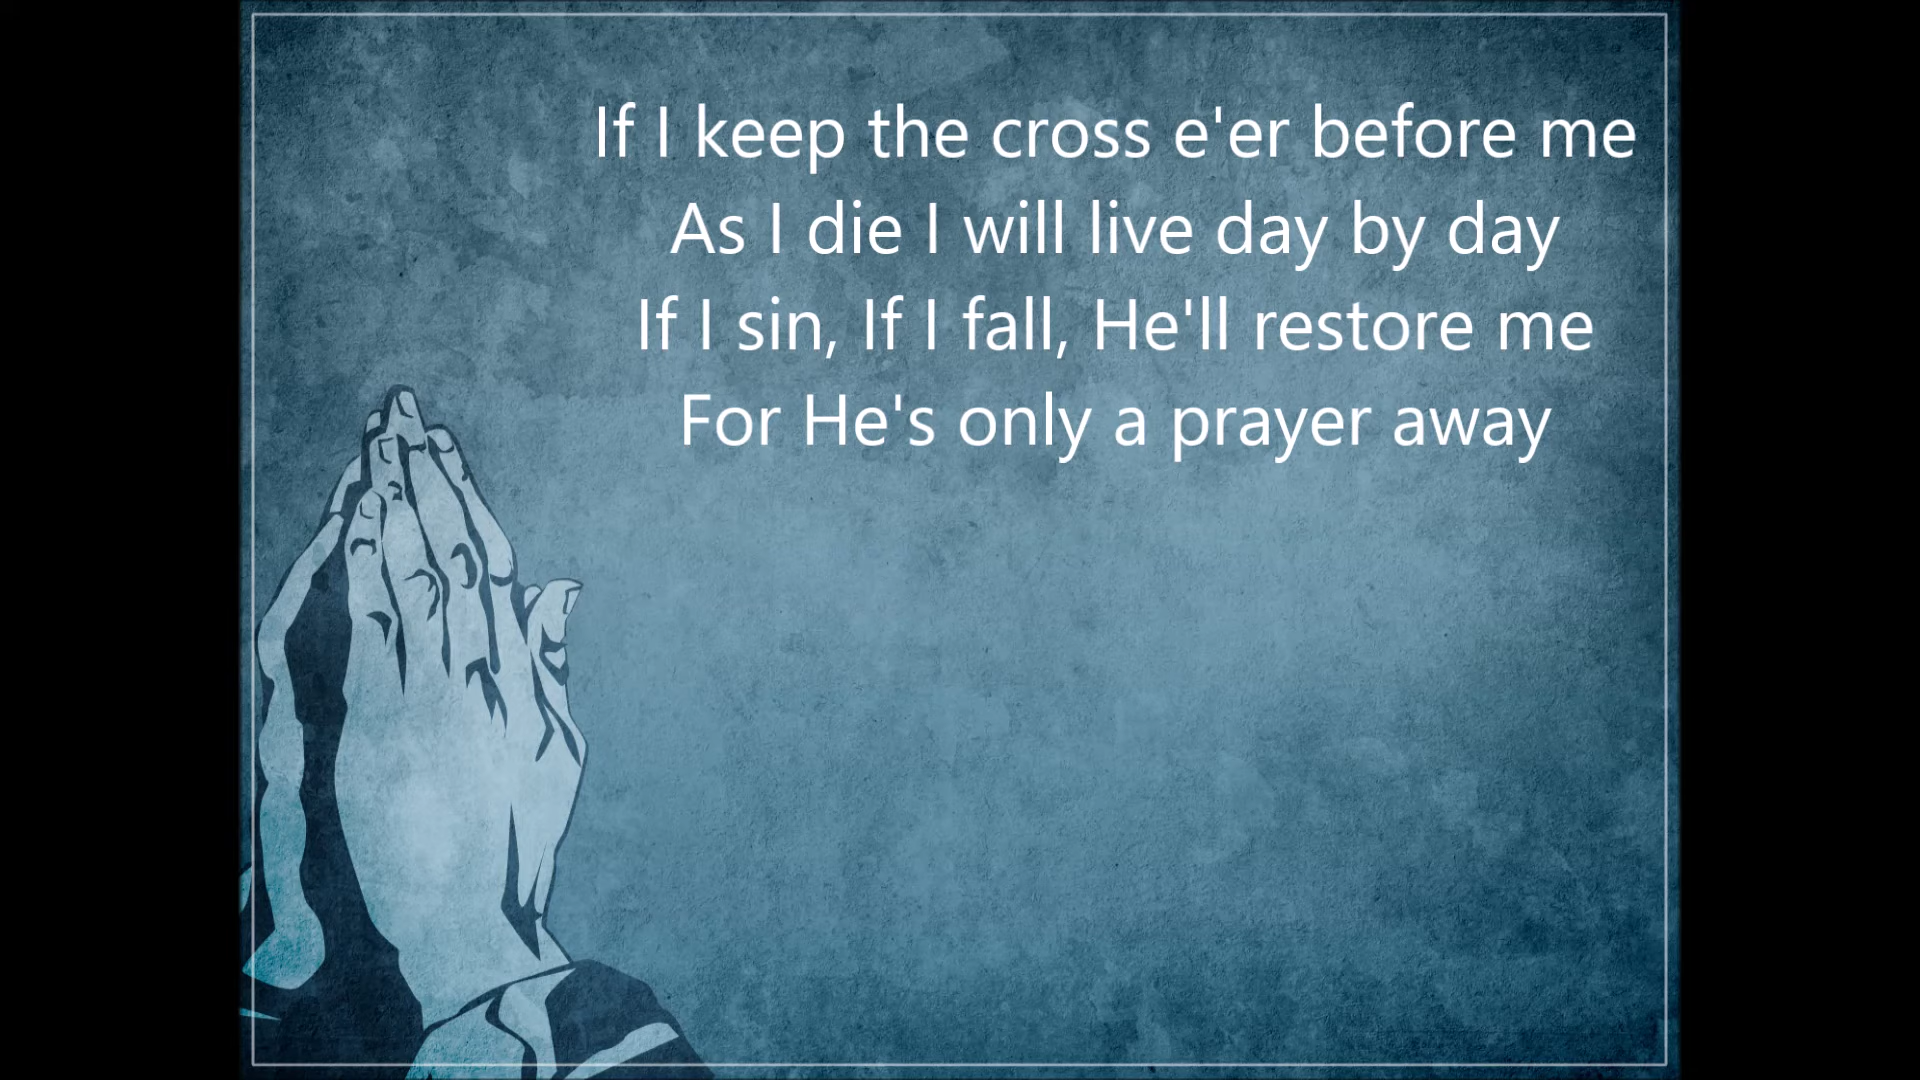 If I keep the cross e'er before me
As I die I will live day by day
If I sin, If I fall, He'll restore me
For He's only a prayer away